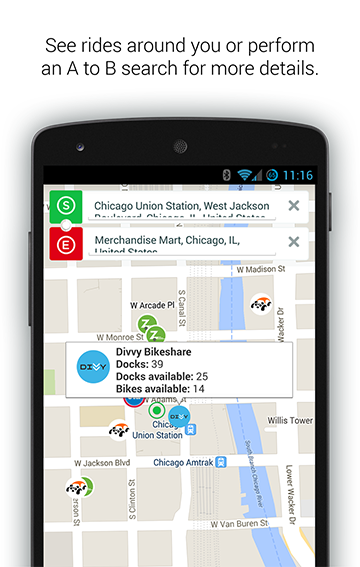 See rides around you or perform
an A to B search for more details.
11:16
S
Chicago Union Station, West Jackson
Boulevard, Chicago, IL, United States
E
Merchandise Mart, Chicago, IL,
United States
W Madison St
W Arcade Pl
S Canal St
Wacker Dr
W Monroe St
Divvy Bikeshare
Docks: 39
Docks available: 25
Bikes available: 14
DIVVY
W Adams St
DIVVY
Union Station
Willis Tower
W Jackson Blvd
Chicago Amtrak
South Branch Chicago River
S Clinton St
Lower Wacker Dr
W Van Buren St